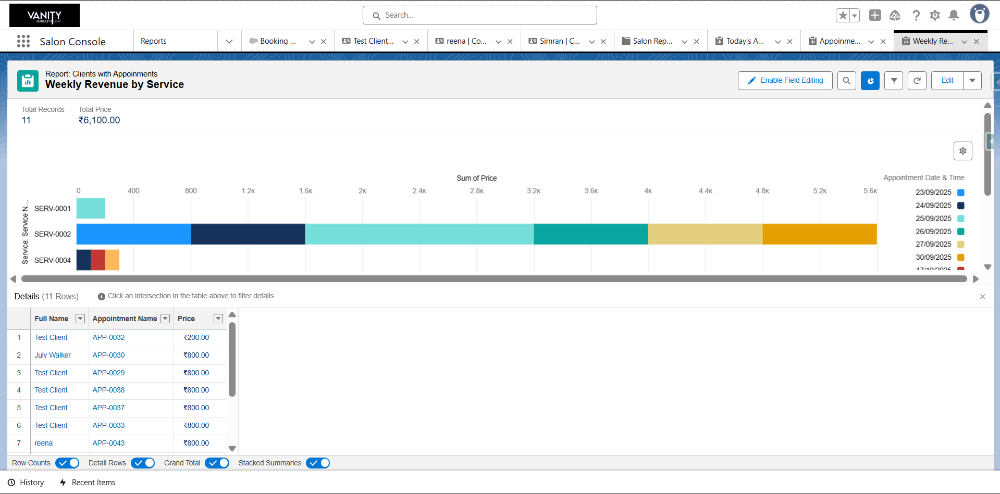 VANITY
MAKEUP STUDIO
Search...
Salon Console
Reports
Booking ...
Test Client...
reena | Co...
Simran | C...
Salon Rep...
Today's A...
Appoinme...
Weekly Re...
Report: Clients with Appoinments
Weekly Revenue by Service
Enable Field Editing
Edit
Total Records
11
Total Price
₹6,100.00
Sum of Price
Appointment Date & Time
0 400 800 1.2K 1.6K 2K 2.4K 2.8K 3.2K 3.6K 4K 4.4K 4.8K 5.2K 5.6K
Service: Service N...
SERV-0001
SERV-0002
SERV-0004
23/09/2025
24/09/2025
25/09/2025
26/09/2025
27/09/2025
30/09/2025
17/10/2025
Details (11 Rows)
Click an intersection in the table above to filter details.
Full Name Appointment Name Price
1 Test Client APP-0032 ₹200.00
2 July Walker APP-0030 ₹800.00
3 Test Client APP-0029 ₹800.00
4 Test Client APP-0038 ₹800.00
5 Test Client APP-0037 ₹800.00
6 Test Client APP-0033 ₹800.00
7 reena APP-0043 ₹800.00
Row Counts Detail Rows Grand Total Stacked Summaries
History Recent Items